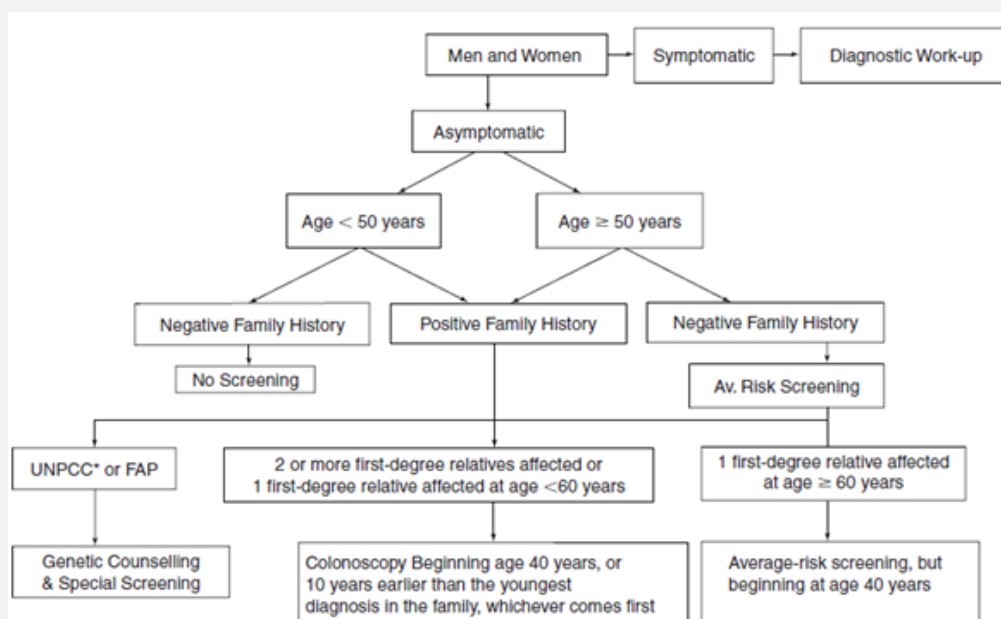 Men and Women
Symptomatic
Diagnostic Work-up
Asymptomatic
Age < 50 years
Age ≥ 50 years
Negative Family History
Positive Family History
Negative Family History
No Screening
Av. Risk Screening
UNPCC* or FAP
2 or more first-degree relatives affected or
1 first-degree relative affected at age <60 years
1 first-degree relative affected
at age ≥ 60 years
Genetic Counselling
& Special Screening
Colonoscopy Beginning age 40 years, or
10 years earlier than the youngest
diagnosis in the family, whichever comes first
Average-risk screening, but
beginning at age 40 years